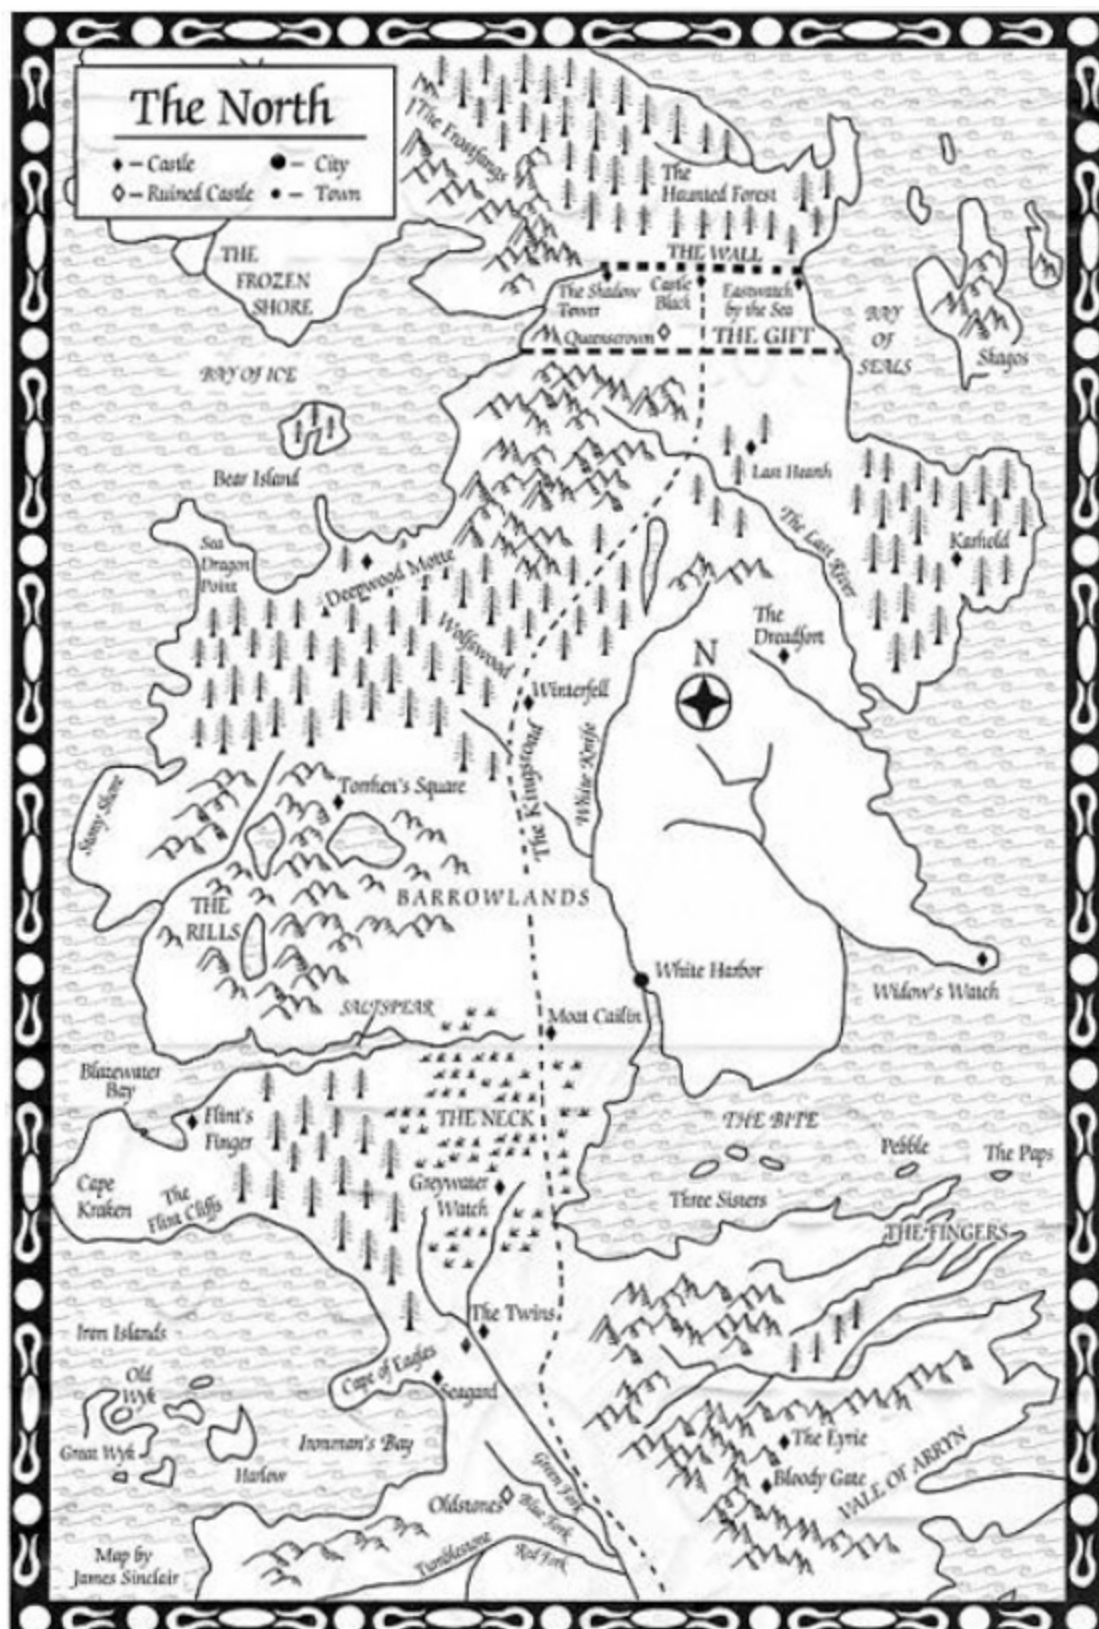 The North
– Castle
– City
– Ruined Castle
– Town
The Frostfangs
The
Haunted Forest
THE WALL
THE
FROZEN
SHORE
The Shadow
Tower
Castle
Black
Eastwatch
by the Sea
Queenscrown
THE GIFT
BAY
OF
SEALS
Skagos
BAY OF ICE
Bear Island
Last Hearth
The Last River
Karhold
Sea
Dragon
Point
Deepwood Motte
Wolfswood
The
Dreadfort
N
Winterfell
The Kingsroad
White Knife
Stony Shore
Torrhen's Square
BARROWLANDS
THE
RILLS
White Harbor
Widow's Watch
SALTSPEAR
Moat Cailin
Blazewater
Bay
Flint's
Finger
THE NECK
THE BITE
Pebble
The Paps
Cape
Kraken
The
Flint Cliffs
Greywater
Watch
Three Sisters
THE FINGERS
Iron Islands
The Twins
Cape of Eagles
Seagard
Old
Wyk
Great Wyk
Harlow
Ironman's Bay
The Eyrie
Bloody Gate
VALE OF ARRYN
Green Fork
Oldstones
Blue Fork
Tumblestone
Red Fork
Map by
James Sinclair